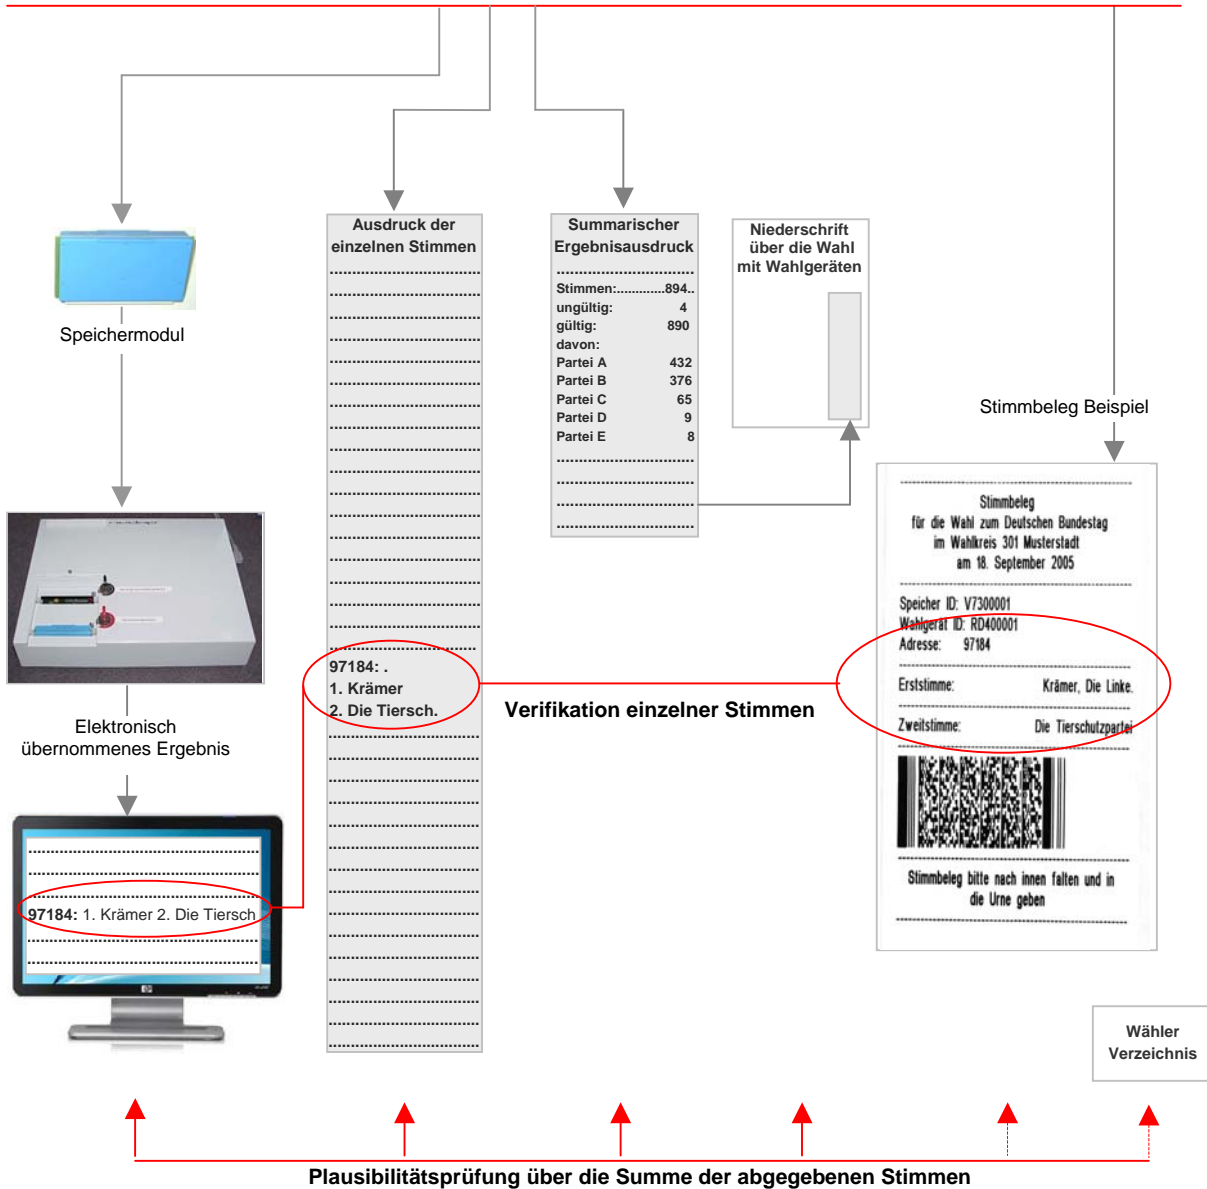 Ausdruck der
einzelnen Stimmen
97184: .
1. Krämer
2. Die Tiersch.
Summarischer
Ergebnisausdruck
Stimmen:.............894..
ungültig: 4
gültig: 890
davon:
Partei A 432
Partei B 376
Partei C 65
Partei D 9
Partei E 8
Niederschrift
über die Wahl
mit Wahlgeräten
Speichermodul
Elektronisch
übernommenes Ergebnis
97184: 1. Krämer 2. Die Tiersch
Verifikation einzelner Stimmen
Stimmbeleg Beispiel
Stimmbeleg
für die Wahl zum Deutschen Bundestag
im Wahlkreis 301 Musterstadt
am 18. September 2005
Speicher ID: V7300001
Wahlgerät ID: RD400001
Adresse: 97184
Erststimme: Krämer, Die Linke.
Zweitstimme: Die Tierschutzpartei
Stimmbeleg bitte nach innen falten und in
die Urne geben
Wähler
Verzeichnis
Plausibilitätsprüfung über die Summe der abgegebenen Stimmen